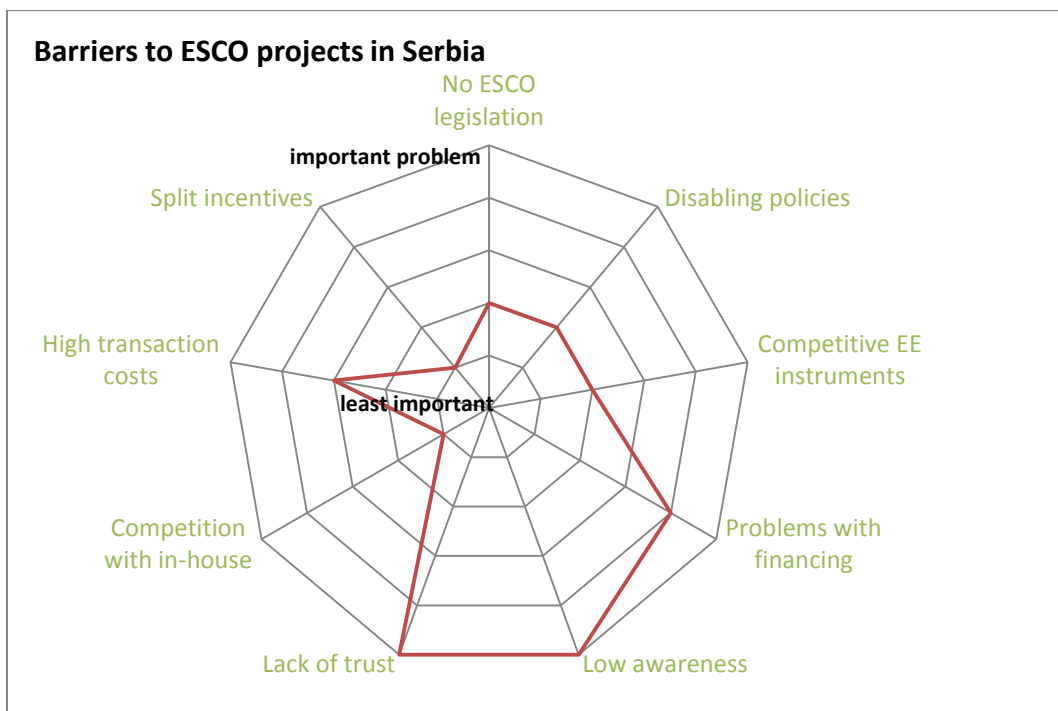 Barriers to ESCO projects in Serbia
No ESCO
legislation
important problem
Split incentives
Disabling policies
High transaction
costs
Competitive EE
instruments
least important
Competition
with in-house
Problems with
financing
Lack of trust
Low awareness